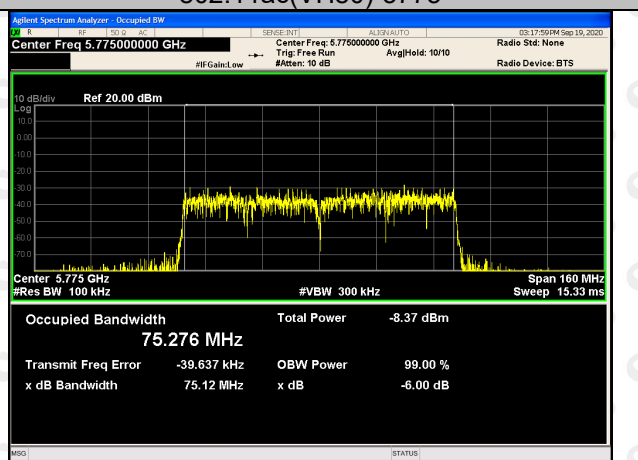 802.11ac(VH80) 5775
Agilent Spectrum Analyzer - Occupied BW
R RF 50 Ω AC SENSE:INT ALIGN AUTO 03:17:59 PM Sep 19, 2020
Center Freq 5.775000000 GHz Center Freq: 5.775000000 GHz Radio Std: None
Trig: Free Run Avg|Hold: 10/10
#IFGain:Low #Atten: 10 dB Radio Device: BTS
10 dB/div Ref 20.00 dBm
Log
10.0
0.00
-10.0
-20.0
-30.0
-40.0
-50.0
-60.0
-70.0
Center 5.775 GHz Span 160 MHz
#Res BW 100 kHz #VBW 300 kHz Sweep 15.33 ms
Occupied Bandwidth Total Power -8.37 dBm
75.276 MHz
Transmit Freq Error -39.637 kHz OBW Power 99.00 %
x dB Bandwidth 75.12 MHz x dB -6.00 dB
MSG STATUS